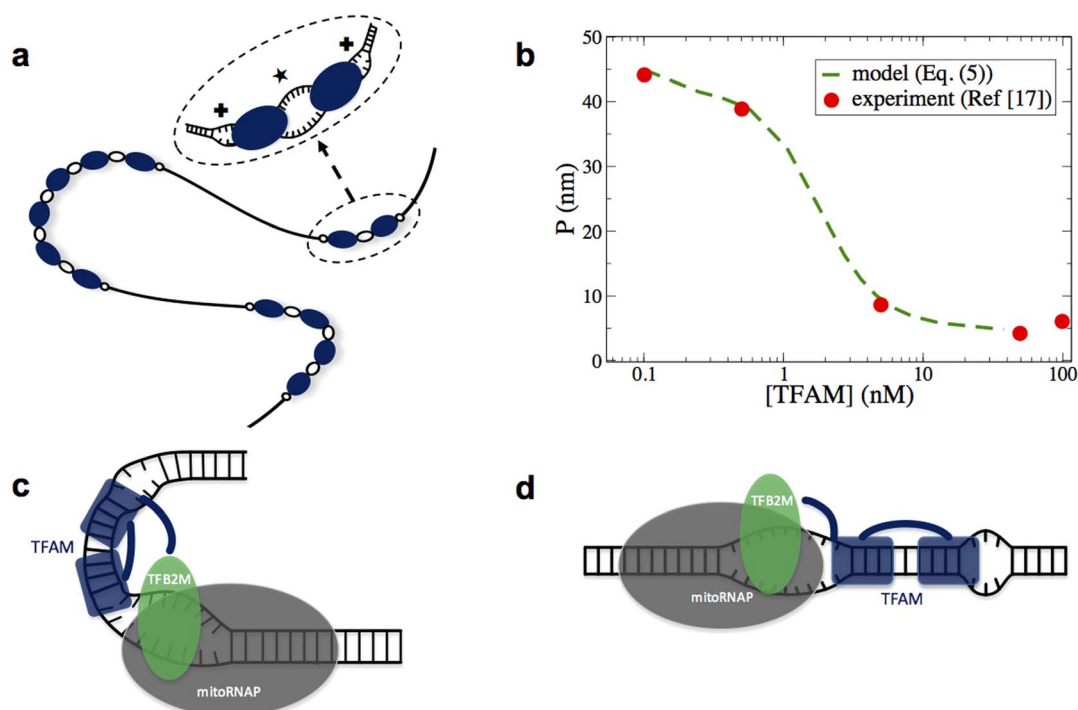 a
b
50
40
30
20
10
0
P (nm)
model (Eq. (5))
experiment (Ref [17])
0.1
1
10
100
[TFAM] (nM)
c
TFAM
TFB2M
mitoRNAP
d
TFB2M
mitoRNAP
TFAM